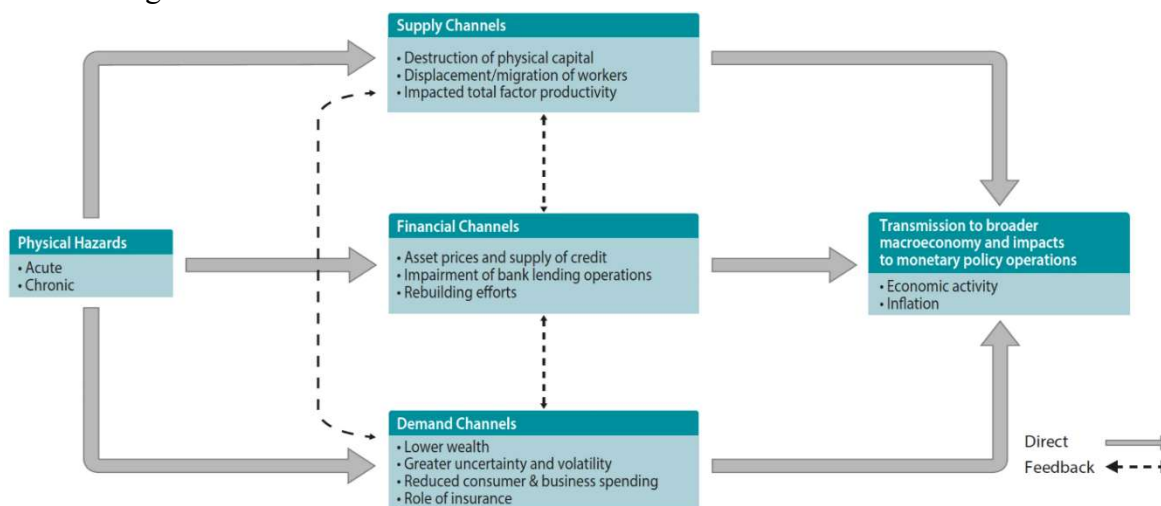 Supply Channels
• Destruction of physical capital
• Displacement/migration of workers
• Impacted total factor productivity
Physical Hazards
• Acute
• Chronic
Financial Channels
• Asset prices and supply of credit
• Impairment of bank lending operations
• Rebuilding efforts
Transmission to broader
macroeconomy and impacts
to monetary policy operations
• Economic activity
• Inflation
Demand Channels
• Lower wealth
• Greater uncertainty and volatility
• Reduced consumer & business spending
• Role of insurance
Direct
Feedback